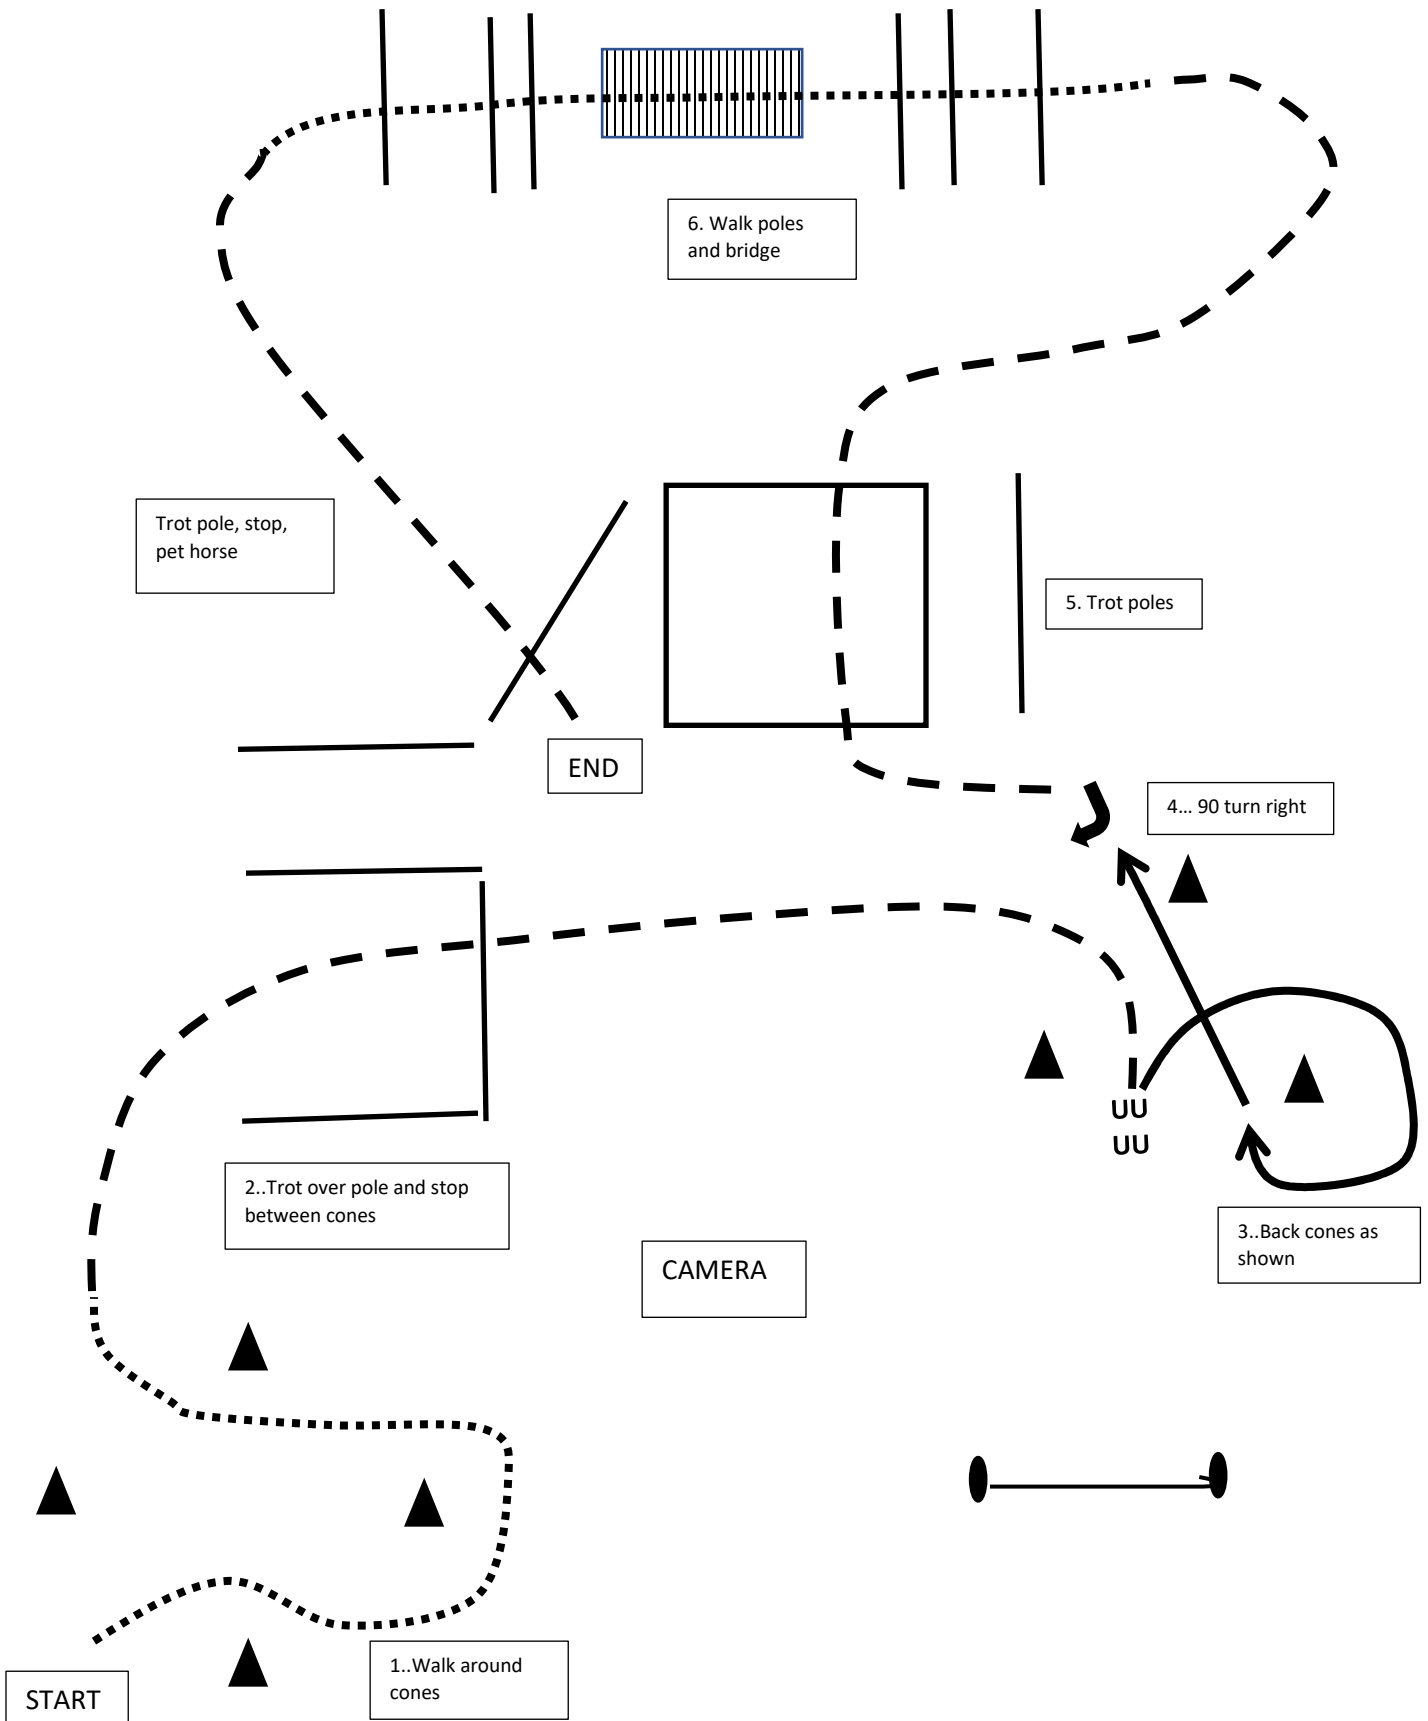 6. Walk poles
and bridge
Trot pole, stop,
pet horse
5. Trot poles
END
4... 90 turn right
UU
UU
2..Trot over pole and stop
between cones
3..Back cones as
shown
CAMERA
1..Walk around
cones
START